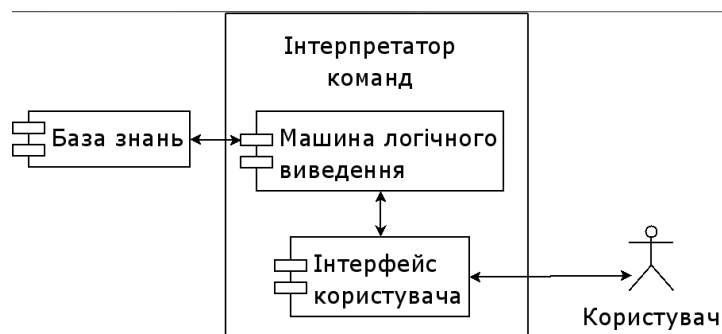 Інтерпретатор
команд
База знань
Машина логічного
виведення
Інтерфейс
користувача
Користувач